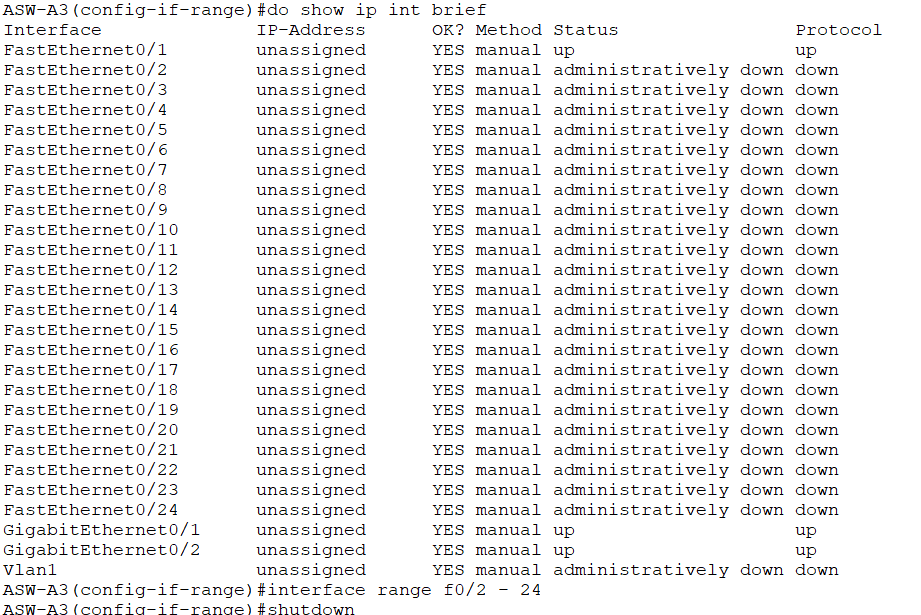 ASW-A3(config-if-range)#do show ip int brief
Interface IP-Address OK? Method Status Protocol
FastEthernet0/1 unassigned YES manual up up
FastEthernet0/2 unassigned YES manual administratively down down
FastEthernet0/3 unassigned YES manual administratively down down
FastEthernet0/4 unassigned YES manual administratively down down
FastEthernet0/5 unassigned YES manual administratively down down
FastEthernet0/6 unassigned YES manual administratively down down
FastEthernet0/7 unassigned YES manual administratively down down
FastEthernet0/8 unassigned YES manual administratively down down
FastEthernet0/9 unassigned YES manual administratively down down
FastEthernet0/10 unassigned YES manual administratively down down
FastEthernet0/11 unassigned YES manual administratively down down
FastEthernet0/12 unassigned YES manual administratively down down
FastEthernet0/13 unassigned YES manual administratively down down
FastEthernet0/14 unassigned YES manual administratively down down
FastEthernet0/15 unassigned YES manual administratively down down
FastEthernet0/16 unassigned YES manual administratively down down
FastEthernet0/17 unassigned YES manual administratively down down
FastEthernet0/18 unassigned YES manual administratively down down
FastEthernet0/19 unassigned YES manual administratively down down
FastEthernet0/20 unassigned YES manual administratively down down
FastEthernet0/21 unassigned YES manual administratively down down
FastEthernet0/22 unassigned YES manual administratively down down
FastEthernet0/23 unassigned YES manual administratively down down
FastEthernet0/24 unassigned YES manual administratively down down
GigabitEthernet0/1 unassigned YES manual up up
GigabitEthernet0/2 unassigned YES manual up up
Vlan1 unassigned YES manual administratively down down
ASW-A3(config-if-range)#interface range f0/2 - 24
ASW-A3(config-if-range)#shutdown